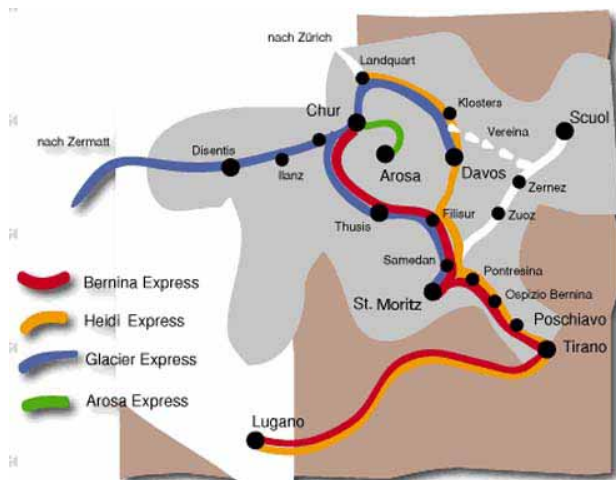 nach Zürich
Landquart
Klosters
Chur
Scuol
Vereina
nach Zermatt
Disentis
Ilanz
Arosa
Davos
Zernez
Zuoz
Thusis
Filisur
Samedan
Pontresina
St. Moritz
Ospizio Bernina
Poschiavo
Tirano
Bernina Express
Heidi Express
Glacier Express
Arosa Express
Lugano